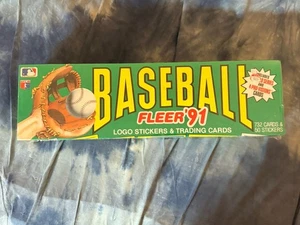 BASEBALL
FLEER '91
LOGO STICKERS & TRADING CARDS
732 CARDS &
50 STICKERS